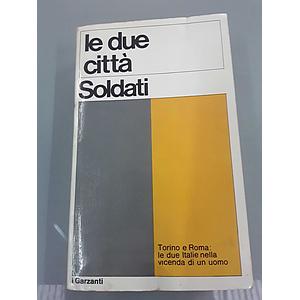 le due
città
Soldati
Torino e Roma:
le due Italie nella
vicenda di un uomo
i Garzanti